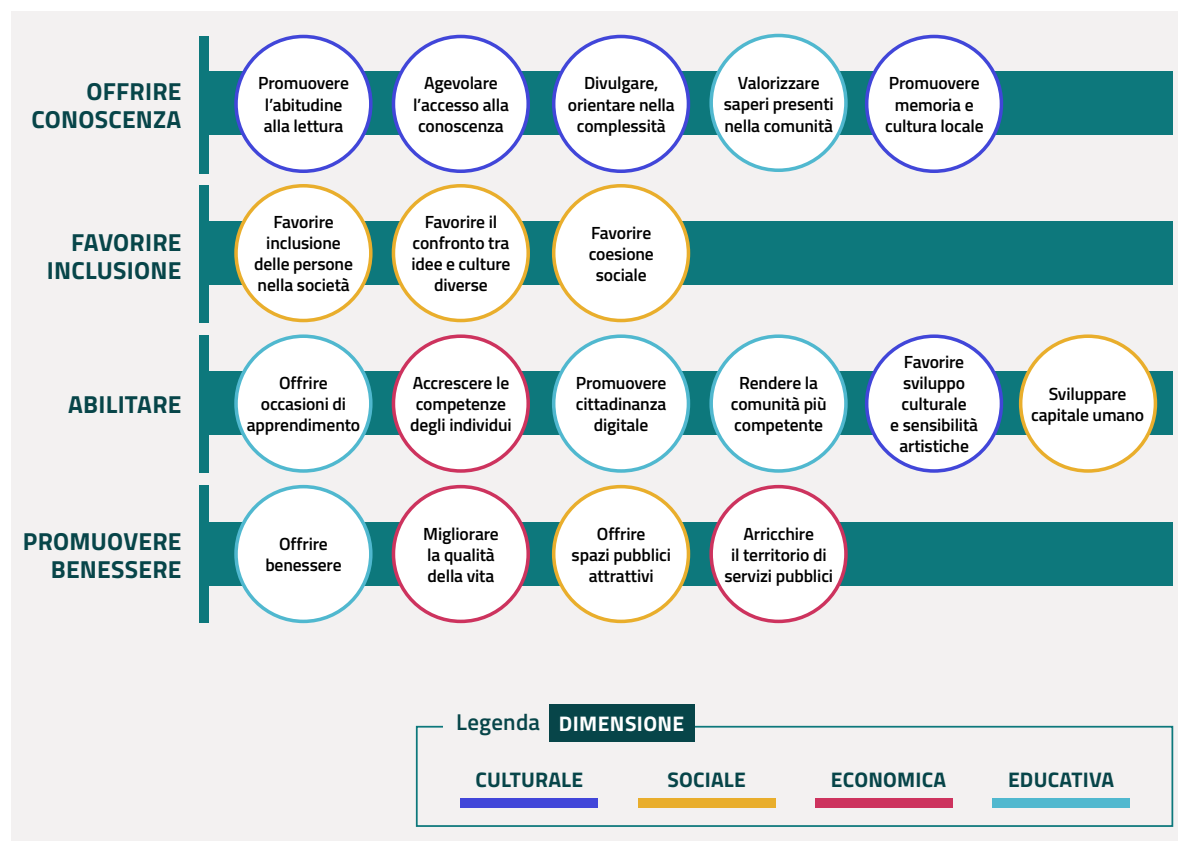 OFFRIRE
CONOSCENZA
Promuovere
l'abitudine
alla lettura
Agevolare
l'accesso alla
conoscenza
Divulgare,
orientare nella
complessità
Valorizzare
saperi presenti
nella comunità
Promuovere
memoria e
cultura locale
FAVORIRE
INCLUSIONE
Favorire
inclusione
delle persone
nella società
Favorire il
confronto tra
idee e culture
diverse
Favorire
coesione
sociale
ABILITARE
Offrire
occasioni di
apprendimento
Accrescere le
competenze
degli individui
Promuovere
cittadinanza
digitale
Rendere la
comunità più
competente
Favorire
sviluppo
culturale
e sensibilità
artistiche
Sviluppare
capitale umano
PROMUOVERE
BENESSERE
Offrire
benessere
Migliorare
la qualità
della vita
Offrire
spazi pubblici
attrattivi
Arricchire
il territorio di
servizi pubblici
Legenda DIMENSIONE
CULTURALE
SOCIALE
ECONOMICA
EDUCATIVA